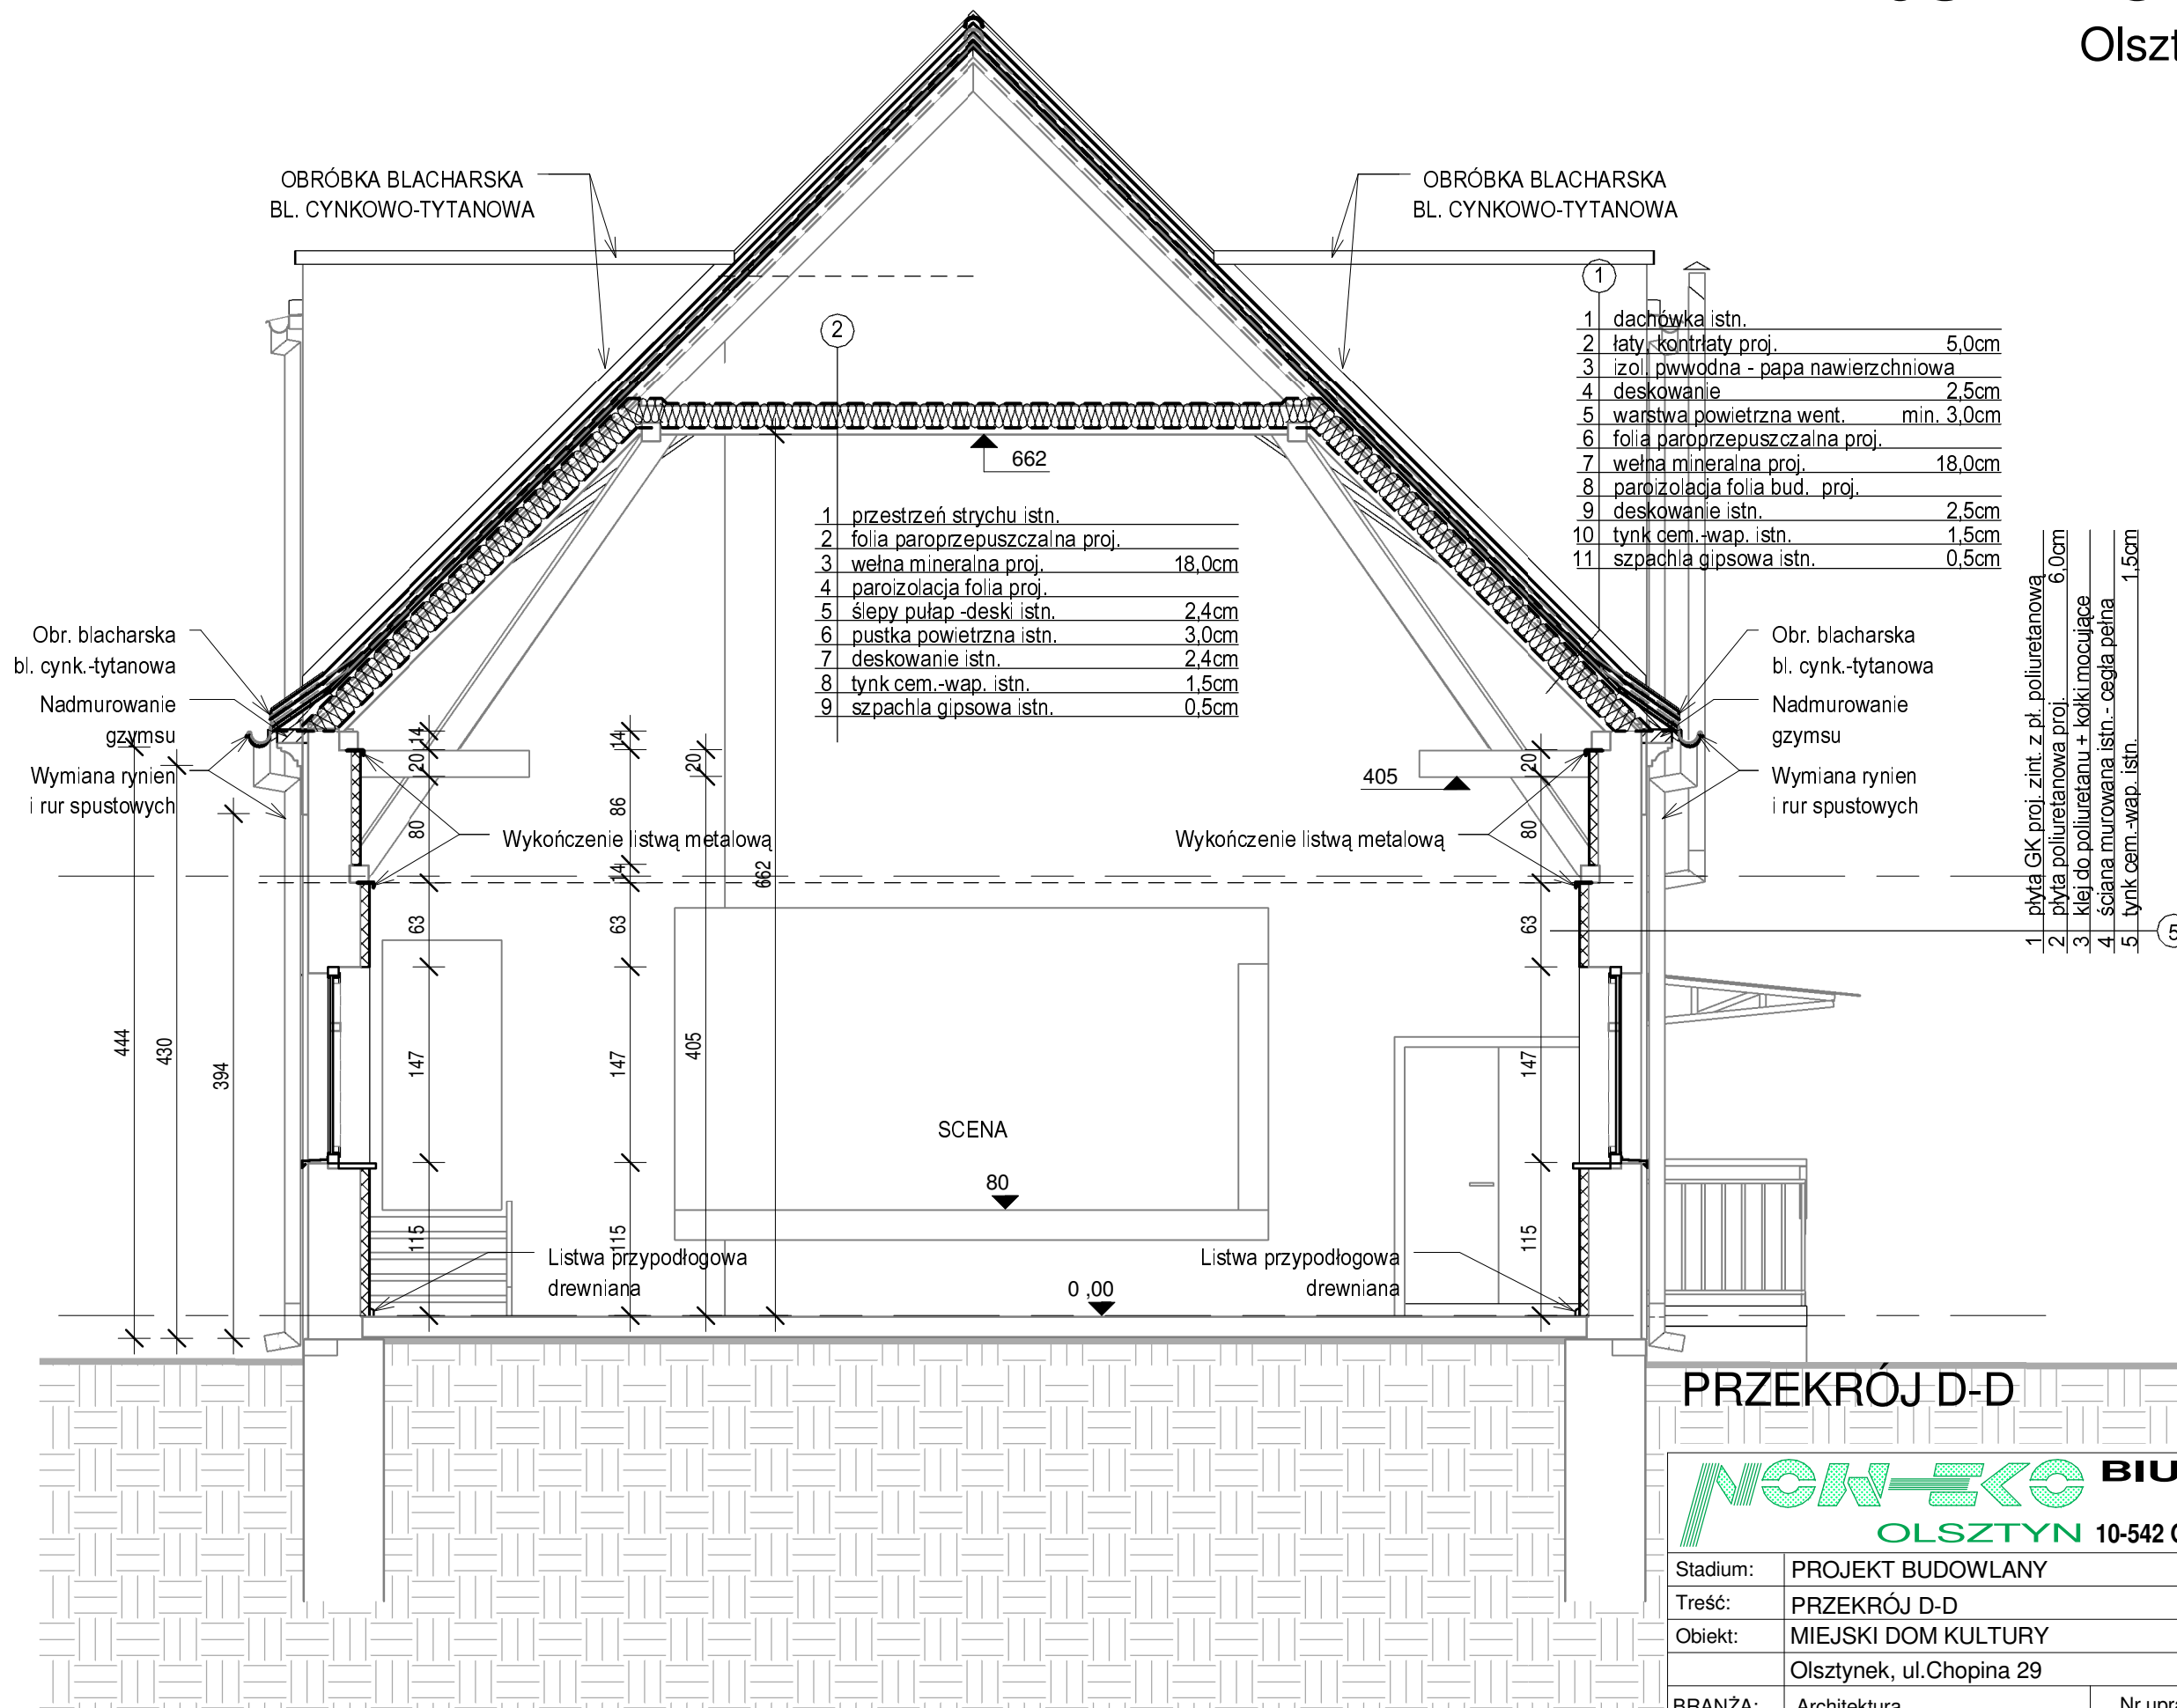 Olszt
OBRÓBKA BLACHARSKA
BL. CYNKOWO-TYTANOWA
OBRÓBKA BLACHARSKA
BL. CYNKOWO-TYTANOWA
1
1 dachówka istn.
2 łaty, kontrłaty proj. 5,0cm
3 izol. pwwodna - papa nawierzchniowa
4 deskowanie 2,5cm
5 warstwa powietrzna went. min. 3,0cm
6 folia paroprzepuszczalna proj.
7 wełna mineralna proj. 18,0cm
8 paroizolacja folia bud. proj.
9 deskowanie istn. 2,5cm
10 tynk cem.-wap. istn. 1,5cm
11 szpachla gipsowa istn. 0,5cm
2
662
1 przestrzeń strychu istn.
2 folia paroprzepuszczalna proj.
3 wełna mineralna proj. 18,0cm
4 paroizolacja folia proj.
5 ślepy pułap -deski istn. 2,4cm
6 pustka powietrzna istn. 3,0cm
7 deskowanie istn. 2,4cm
8 tynk cem.-wap. istn. 1,5cm
9 szpachla gipsowa istn. 0,5cm
1 płyta GK proj. zint. z pł. poliuretanową
2 płyta poliuretanowa proj. 6,0cm
3 klej do poliuretanu + kołki mocujące
4 ściana murowana istn.- cegła pełna
5 tynk cem.-wap. istn. 1,5cm
5
Obr. blacharska
bl. cynk.-tytanowa
Nadmurowanie
gzymsu
Wymiana rynien
i rur spustowych
Obr. blacharska
bl. cynk.-tytanowa
Nadmurowanie
gzymsu
Wymiana rynien
i rur spustowych
405
Wykończenie listwą metalową
Wykończenie listwą metalową
444
430
394
14
20
80
63
147
115
14
86
14
63
147
115
20
405
662
20
80
63
147
115
SCENA
80
Listwa przypodłogowa
drewniana
Listwa przypodłogowa
drewniana
0 ,00
PRZEKRÓJ D-D
NOW-EKO BIU
OLSZTYN 10-542
Stadium: PROJEKT BUDOWLANY
Treść: PRZEKRÓJ D-D
Obiekt: MIEJSKI DOM KULTURY
Olsztynek, ul.Chopina 29
BRANŻA: Architektura Nr upra